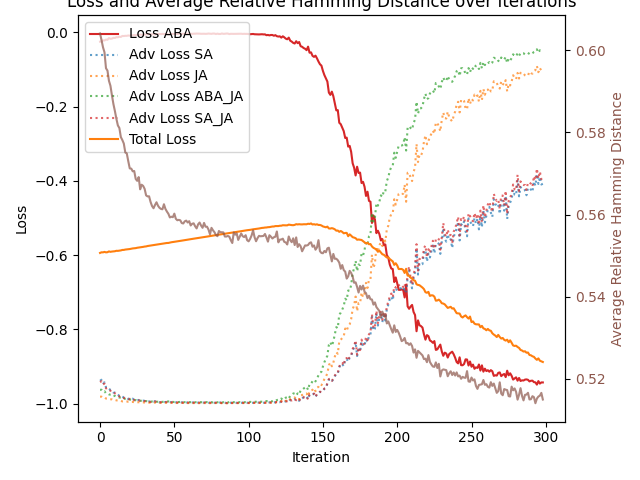 Loss and Average Relative Hamming Distance over Iterations
Loss ABA
Adv Loss SA
Adv Loss JA
Adv Loss ABA_JA
Adv Loss SA_JA
Total Loss
0.0
−0.2
−0.4
−0.6
−0.8
−1.0
Loss
0
50
100
150
200
250
300
Iteration
0.60
0.58
0.56
0.54
0.52
Average Relative Hamming Distance